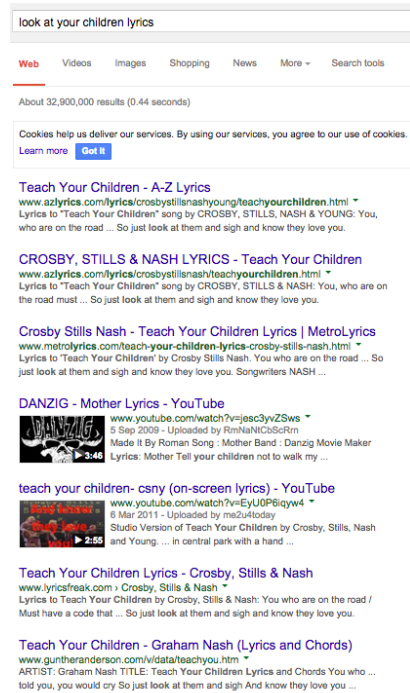 look at your children lyrics
Web Videos Images Shopping News More Search tools
About 32,900,000 results (0.44 seconds)
Cookies help us deliver our services. By using our services, you agree to our use of cookies.
Learn more Got it
Teach Your Children - A-Z Lyrics
www.azlyrics.com/lyrics/crosbystillsnashyoung/teachyourchildren.html
Lyrics to "Teach Your Children" song by CROSBY, STILLS, NASH & YOUNG: You,
who are on the road ... So just look at them and sigh and know they love you.
CROSBY, STILLS & NASH LYRICS - Teach Your Children
www.azlyrics.com/lyrics/crosbystillsnash/teachyourchildren.html
Lyrics to "Teach Your Children" song by CROSBY, STILLS & NASH: You, who are on
the road must ... So just look at them and sigh and know they love you.
Crosby Stills Nash - Teach Your Children Lyrics | MetroLyrics
www.metrolyrics.com/teach-your-children-lyrics-crosby-stills-nash.html
Lyrics to 'Teach Your Children' by Crosby Stills Nash. You who are on the road ... So
just look at them and sigh and know they love you. Songwriters NASH ...
DANZIG - Mother Lyrics - YouTube
www.youtube.com/watch?v=jesc3yvZSws
5 Sep 2009 - Uploaded by RmNaNtCbScRrn
Made It By Roman Song : Mother Band : Danzig Movie Maker
Lyrics: Mother Tell your children not to walk my ...
DANZIG
3:46
teach your children- csny (on-screen lyrics) - YouTube
www.youtube.com/watch?v=EyU0P6iqyw4
6 Mar 2011 - Uploaded by me2u4today
Studio Version of Teach Your Children by Crosby, Stills, Nash
and Young. ... in central park with a hand ...
they love
you!
2:55
Teach Your Children Lyrics - Crosby, Stills & Nash
www.lyricsfreak.com › Crosby, Stills & Nash
Lyrics to Teach Your Children by Crosby, Stills & Nash: You who are on the road /
Must have a code that ... So just look at them and sigh and know they love you.
Teach Your Children - Graham Nash (Lyrics and Chords)
www.guntheranderson.com/v/data/teachyou.htm
ARTIST: Graham Nash TITLE: Teach Your Children Lyrics and Chords You who ...
told you, you would cry So just look at them and sigh And know they love you ...